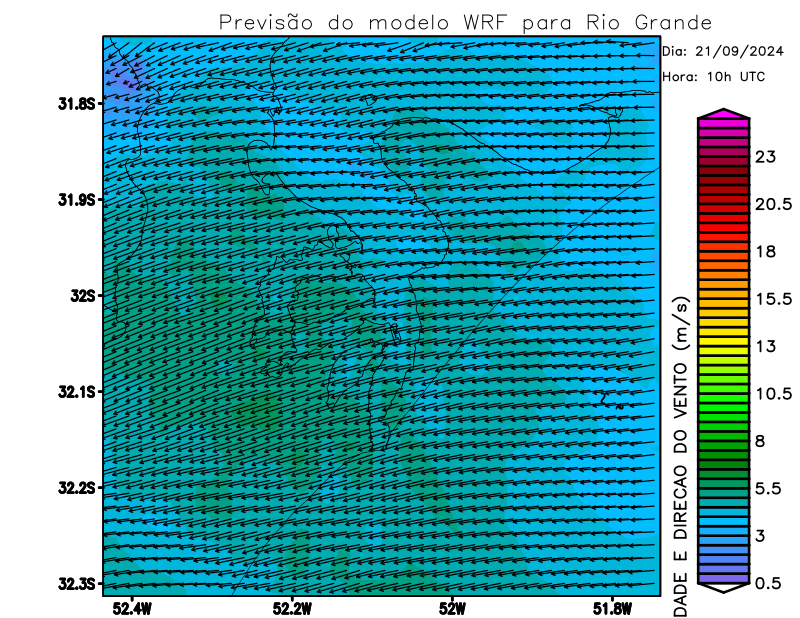 Previsão do modelo WRF para Rio Grande
Dia: 21/09/2024
Hora: 10h UTC
31.8S
31.9S
32S
32.1S
32.2S
32.3S
52.4W
52.2W
52W
51.8W
DADE E DIRECAO DO VENTO (m/s)
23
20.5
18
15.5
13
10.5
8
5.5
3
0.5